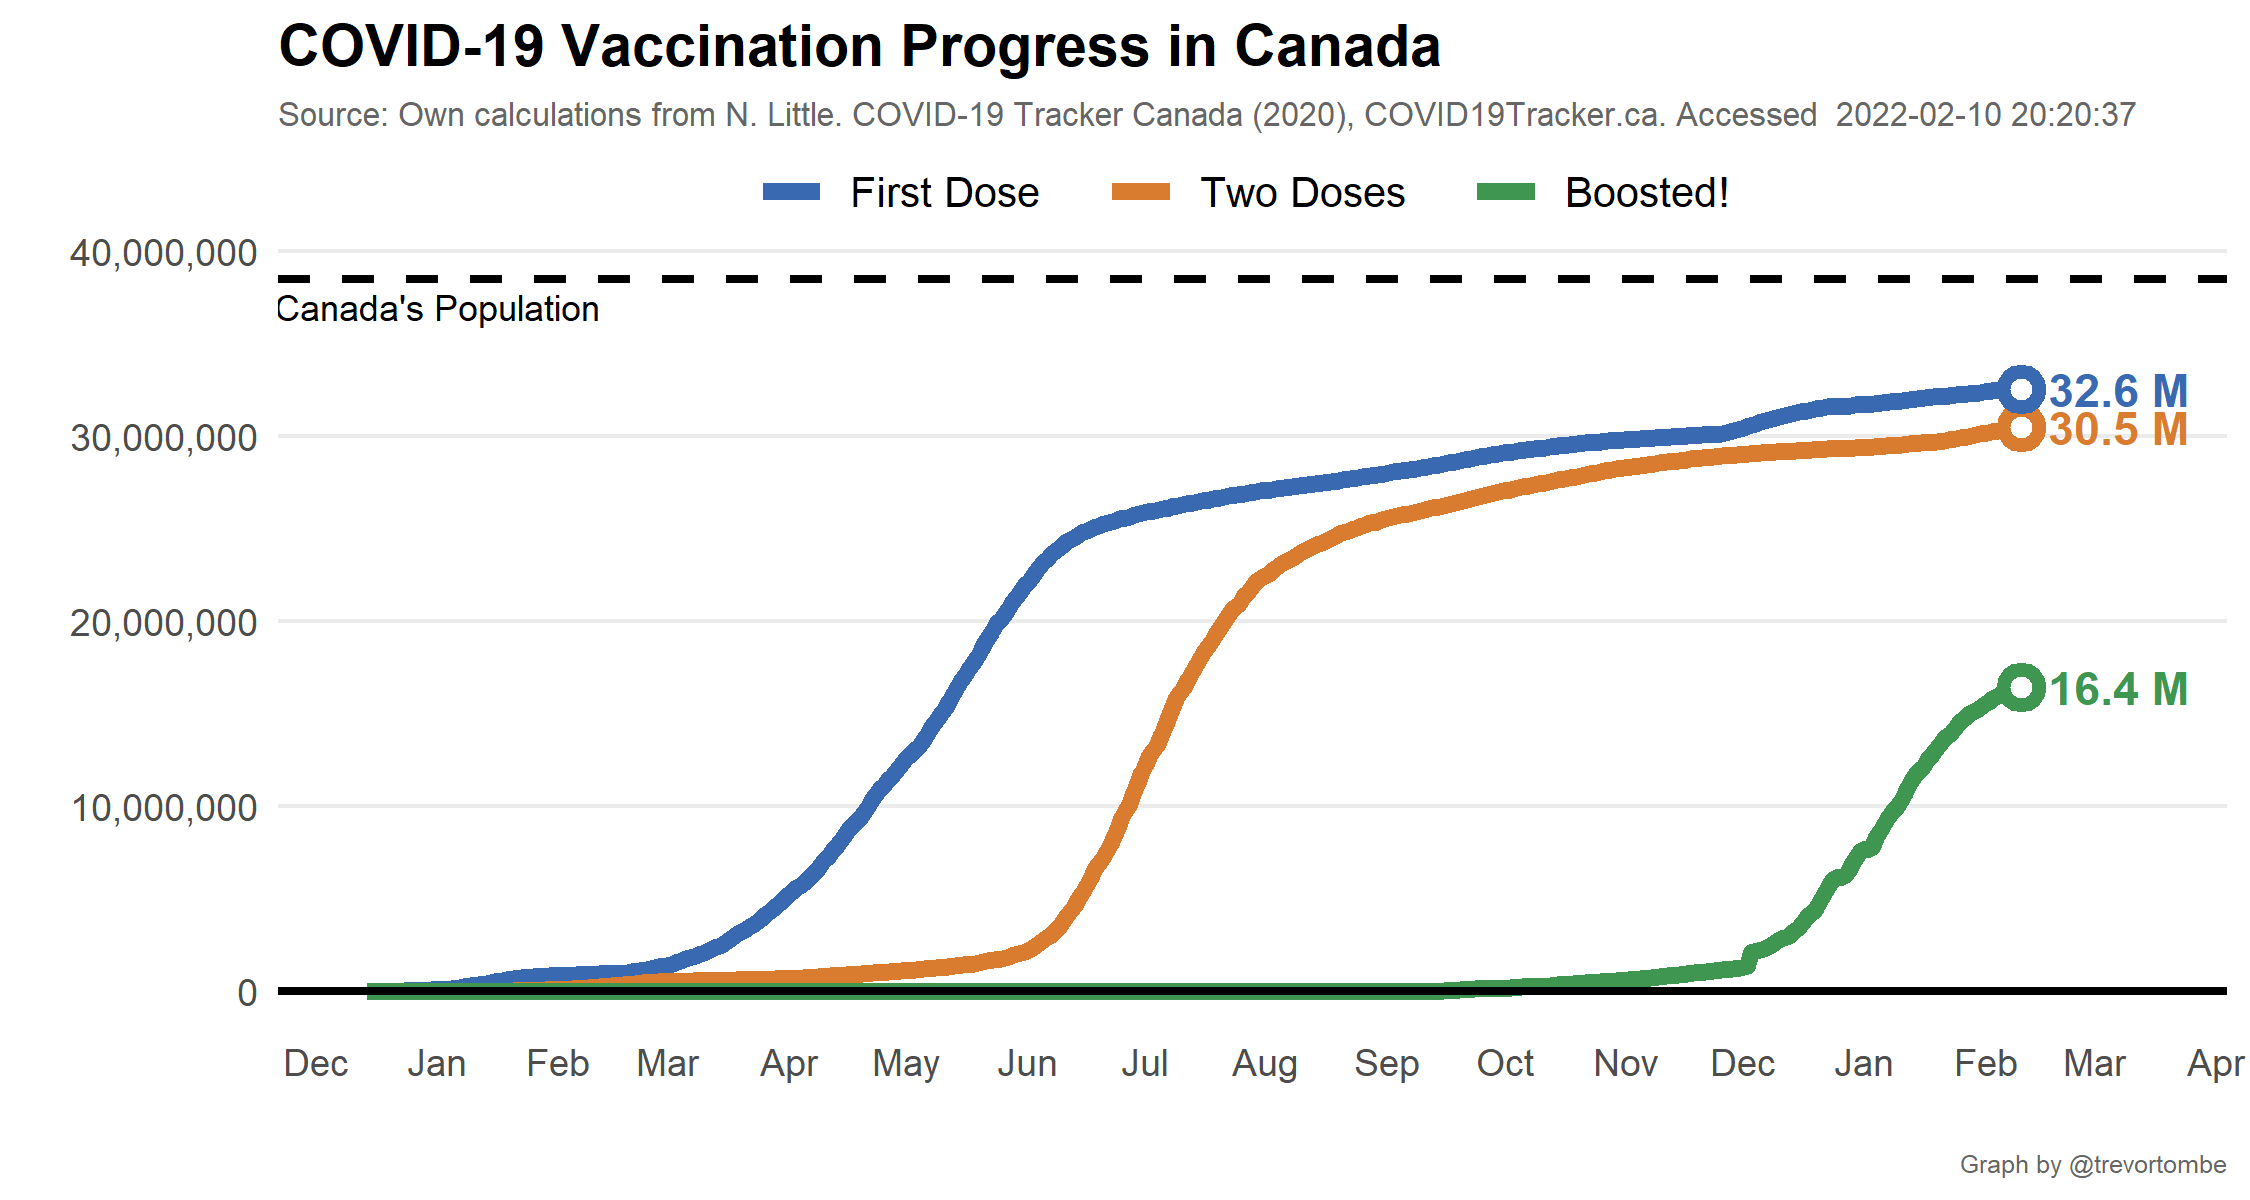 COVID-19 Vaccination Progress in Canada
Source: Own calculations from N. Little. COVID-19 Tracker Canada (2020), COVID19Tracker.ca. Accessed  2022-02-10 20:20:37
First Dose Two Doses Boosted!
40,000,000
Canada's Population
32.6 M
30.5 M
30,000,000
20,000,000
16.4 M
10,000,000
0
Dec Jan Feb Mar Apr May Jun Jul Aug Sep Oct Nov Dec Jan Feb Mar Apr
Graph by @trevortombe